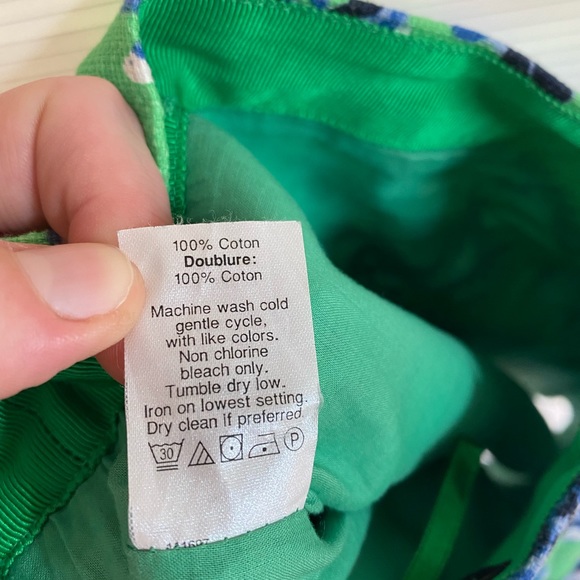 100% Coton
Doublure:
100% Coton
Machine wash cold
gentle cycle,
with like colors.
Non chlorine
bleach only.
Tumble dry low.
Iron on lowest setting.
Dry clean if preferred.
30 P